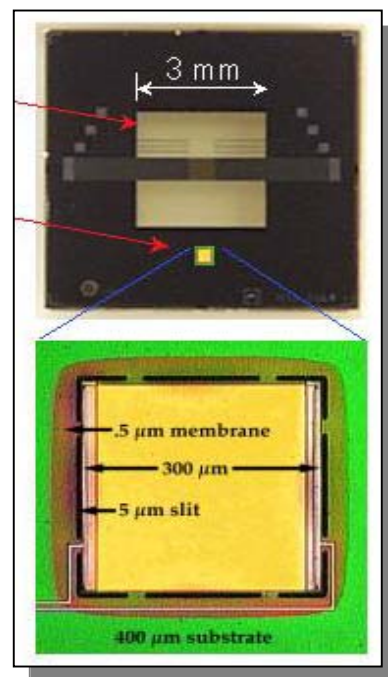 3 mm
.5 µm membrane
300 µm
5 µm slit
400 µm substrate